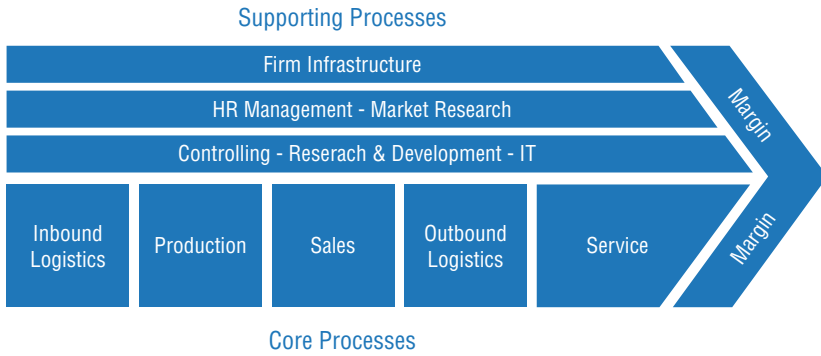 Supporting Processes
Firm Infrastructure
HR Management - Market Research
Controlling - Reserach & Development - IT
Margin
Margin
Inbound
Logistics
Production
Sales
Outbound
Logistics
Service
Core Processes